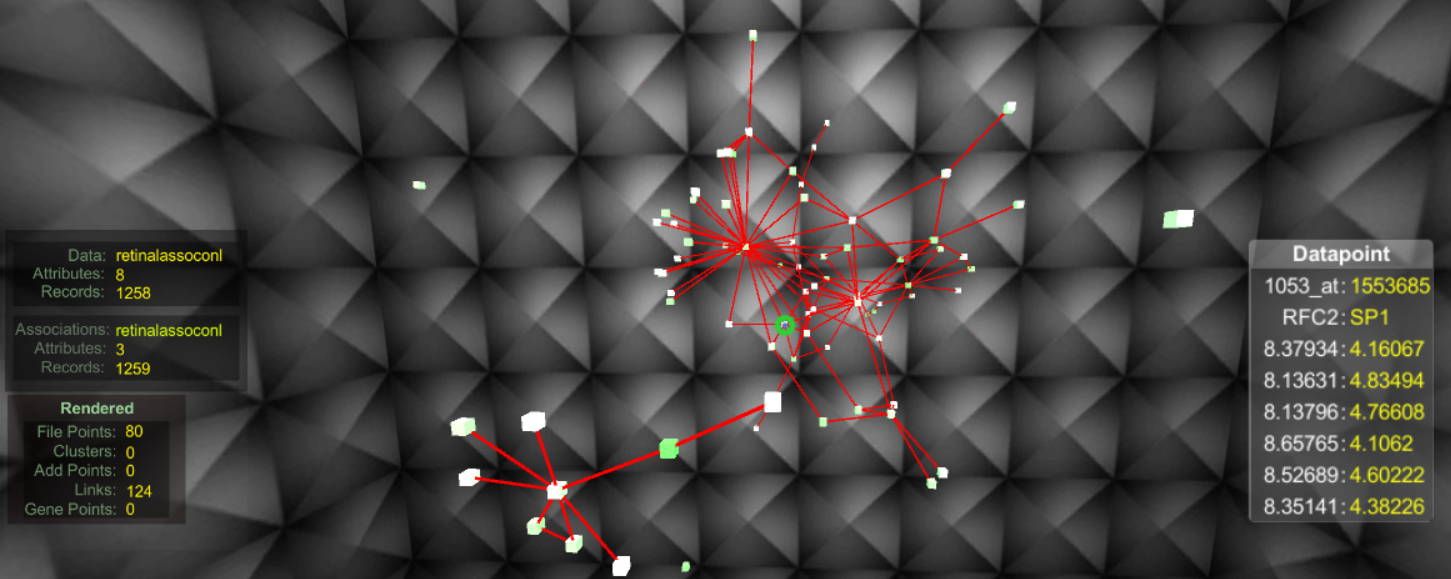 Data: retinalassoconl
Attributes: 8
Records: 1258
Associations: retinalassoconl
Attributes: 3
Records: 1259
Rendered
File Points: 80
Clusters: 0
Add Points: 0
Links: 124
Gene Points: 0
Datapoint
1053_at: 1553685
RFC2: SP1
8.37934: 4.16067
8.13631: 4.83494
8.13796: 4.76608
8.65765: 4.1062
8.52689: 4.60222
8.35141: 4.38226